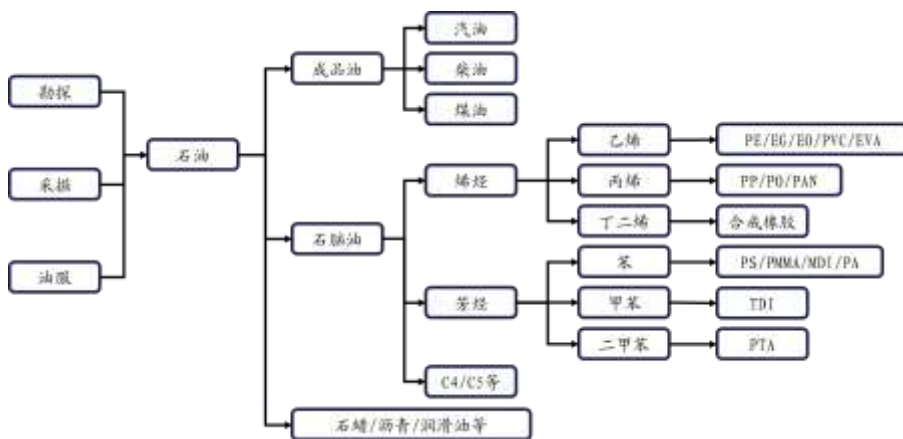 勘探
采掘
油服
石油
成品油
汽油
柴油
煤油
石脑油
烯烃
乙烯
PE/EG/EO/PVC/EVA
丙烯
PP/PO/PAN
丁二烯
合成橡胶
芳烃
苯
PS/PMMA/MDI/PA
甲苯
TDI
二甲苯
PTA
C4/C5等
石蜡/沥青/润滑油等